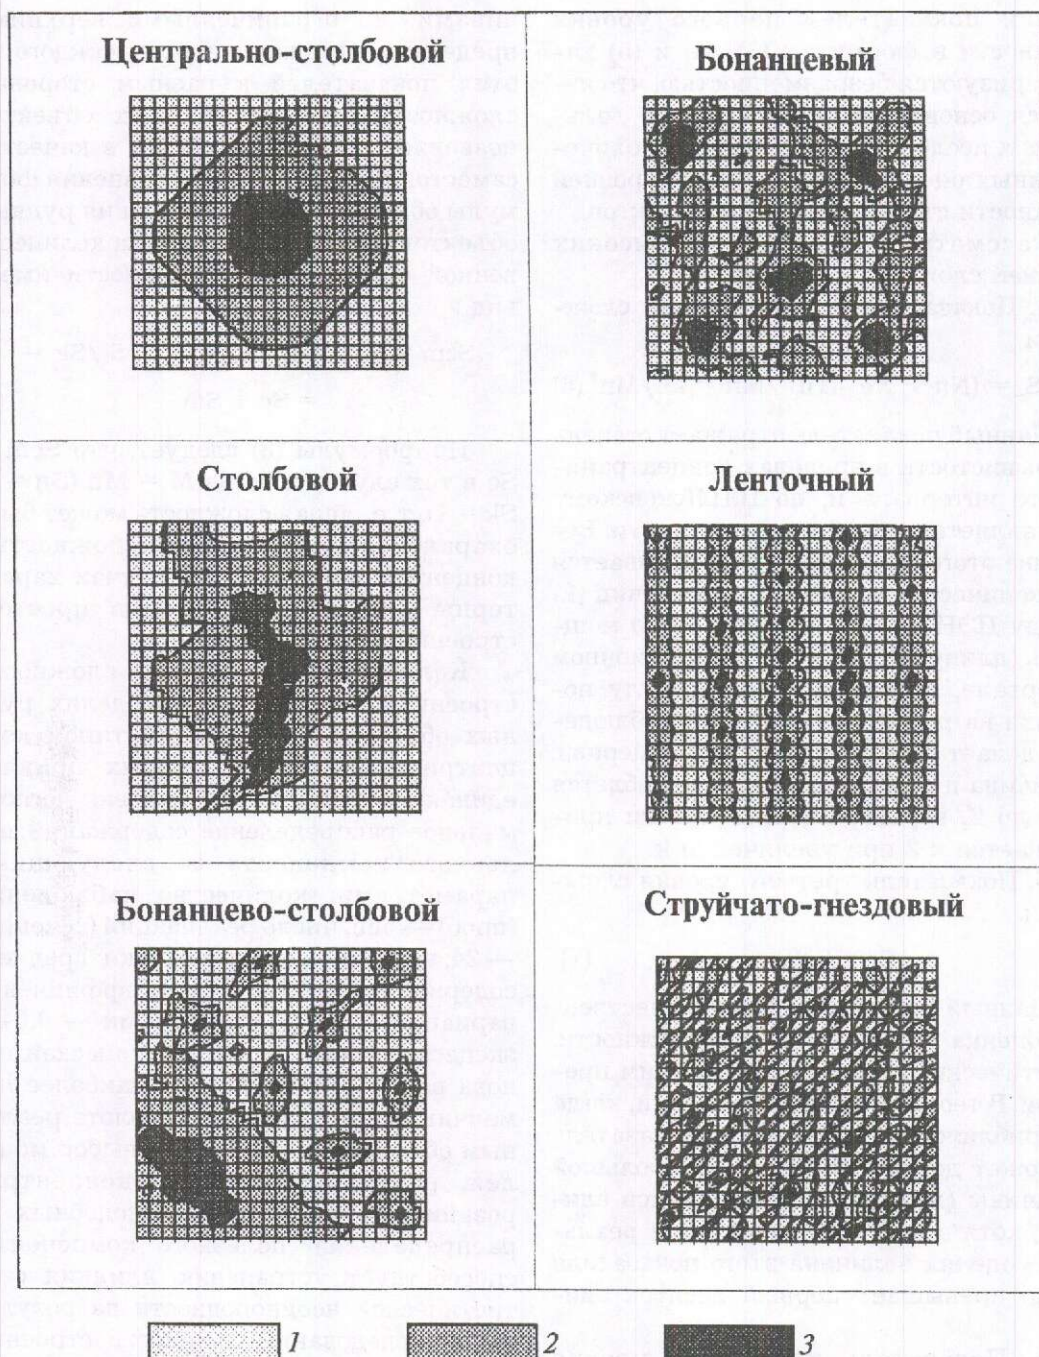 Центрально-столбовой
Бонанцевый
Столбовой
Ленточный
Бонанцево-столбовой
Струйчато-гнездовый
1
2
3